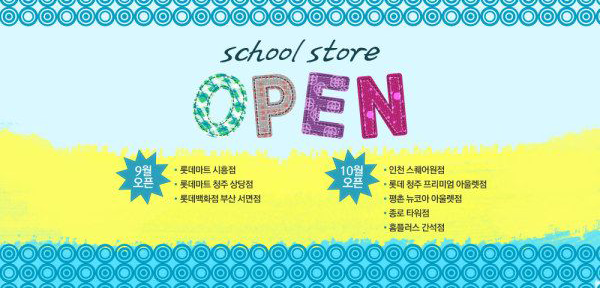 school store
OPEN
9월
오픈
• 롯데마트 시흥점
• 롯데마트 청주 상당점
• 롯데백화점 부산 서면점
10월
오픈
• 인천 스퀘어원점
• 롯데 청주 프리미엄 아울렛점
• 평촌 뉴코아 아울렛점
• 종로 타워점
• 홈플러스 간석점